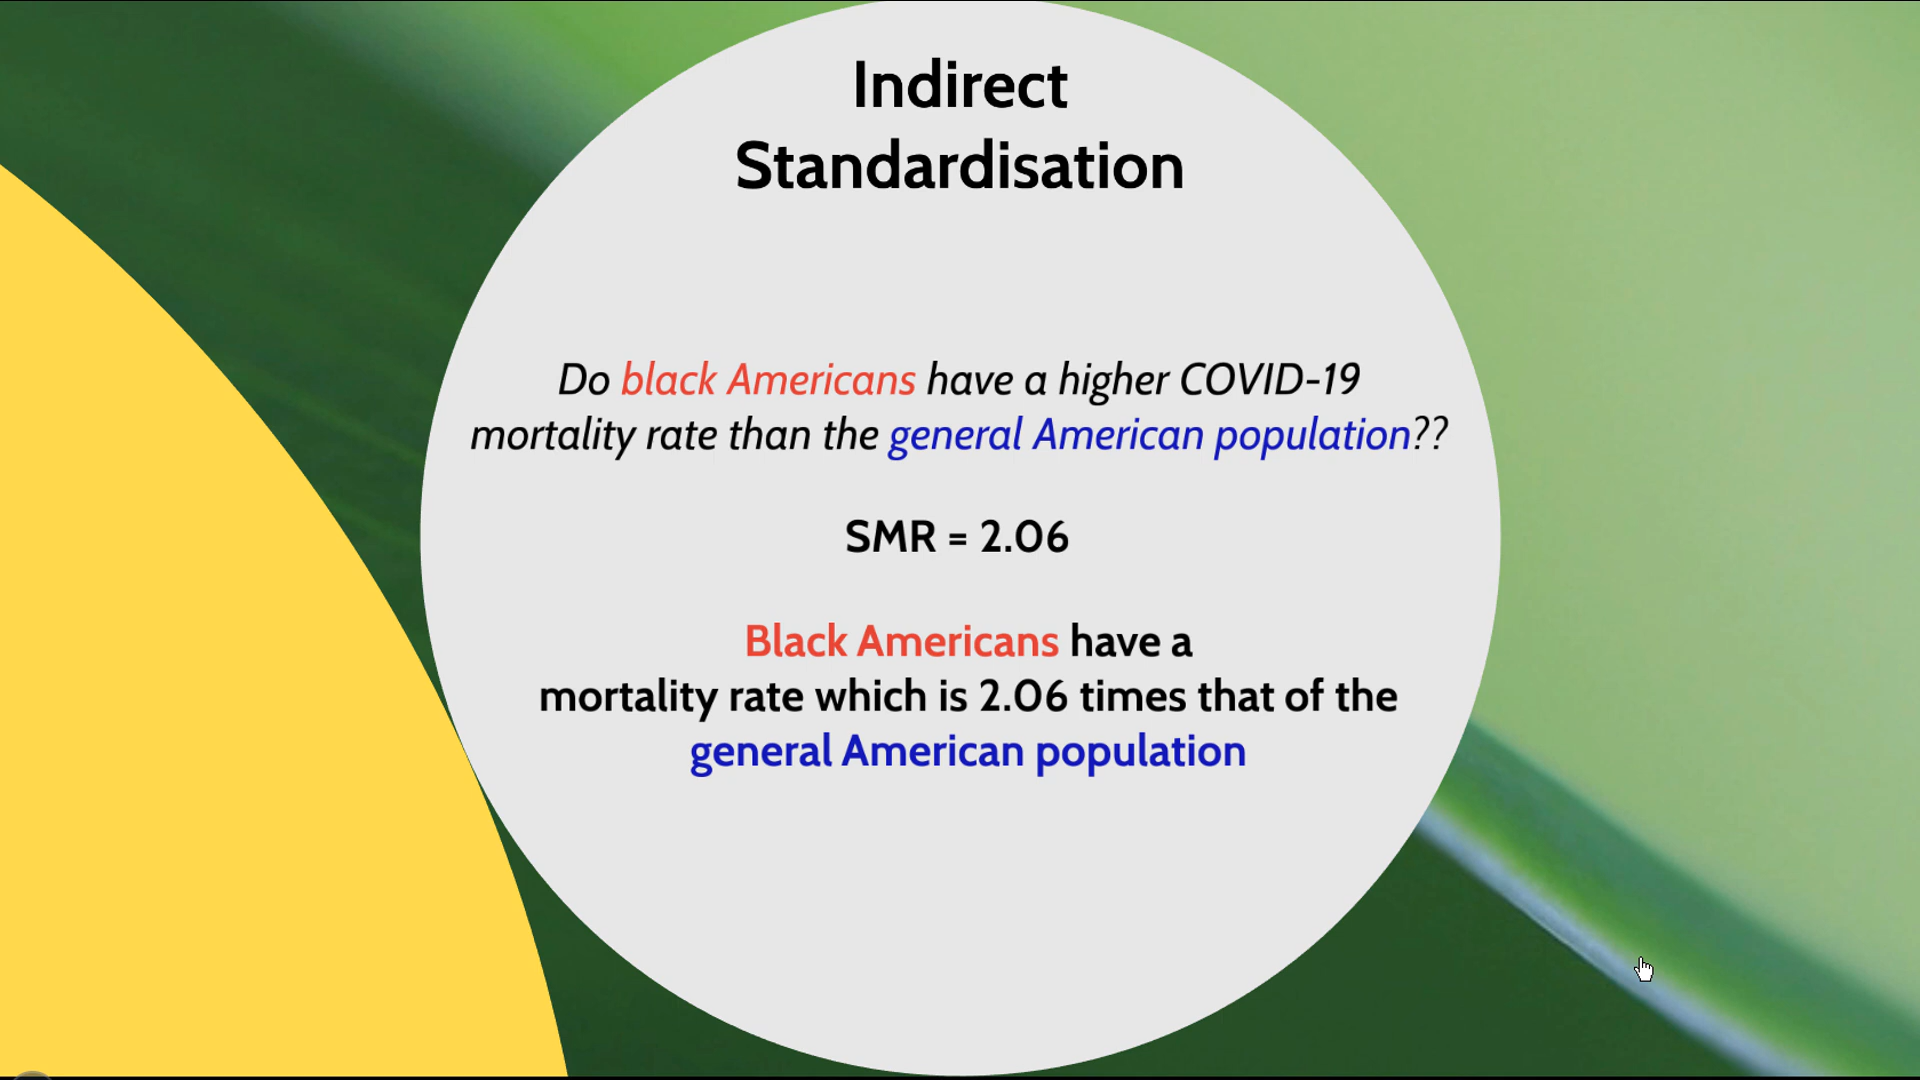 Indirect
Standardisation
Do black Americans have a higher COVID-19
mortality rate than the general American population??
SMR = 2.06
Black Americans have a
mortality rate which is 2.06 times that of the
general American population